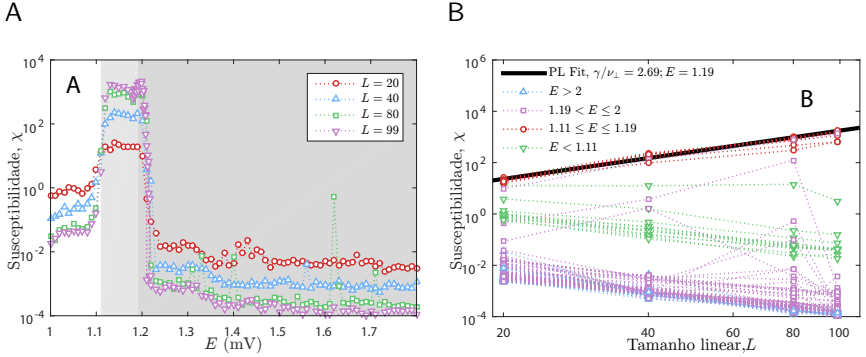 A
B
Susceptibilidade, χ
10^4
10^2
10^0
10^-2
10^-4
A
L = 20
L = 40
L = 80
L = 99
1
1.1
1.2
1.3
1.4
1.5
1.6
1.7
E (mV)
Susceptibilidade, χ
10^6
10^4
10^2
10^0
10^-2
10^-4
PL Fit, γ/ν⊥ = 2.69; E = 1.19
E > 2
1.19 < E ≤ 2
1.11 ≤ E ≤ 1.19
E < 1.11
B
20
40
60
80
100
Tamanho linear, L